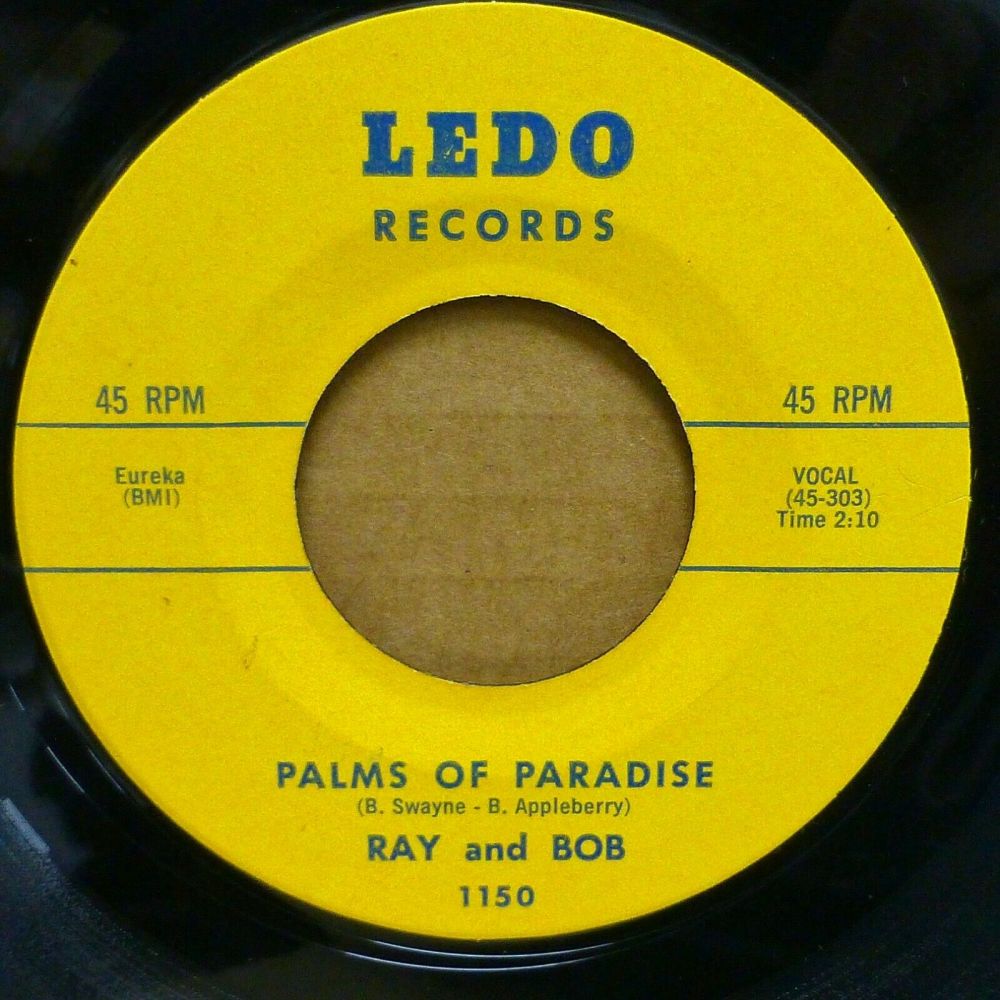 LEDO
RECORDS
45 RPM
45 RPM
Eureka
(BMI)
VOCAL
(45-303)
Time 2:10
PALMS OF PARADISE
(B. Swayne - B. Appleberry)
RAY and BOB
1150